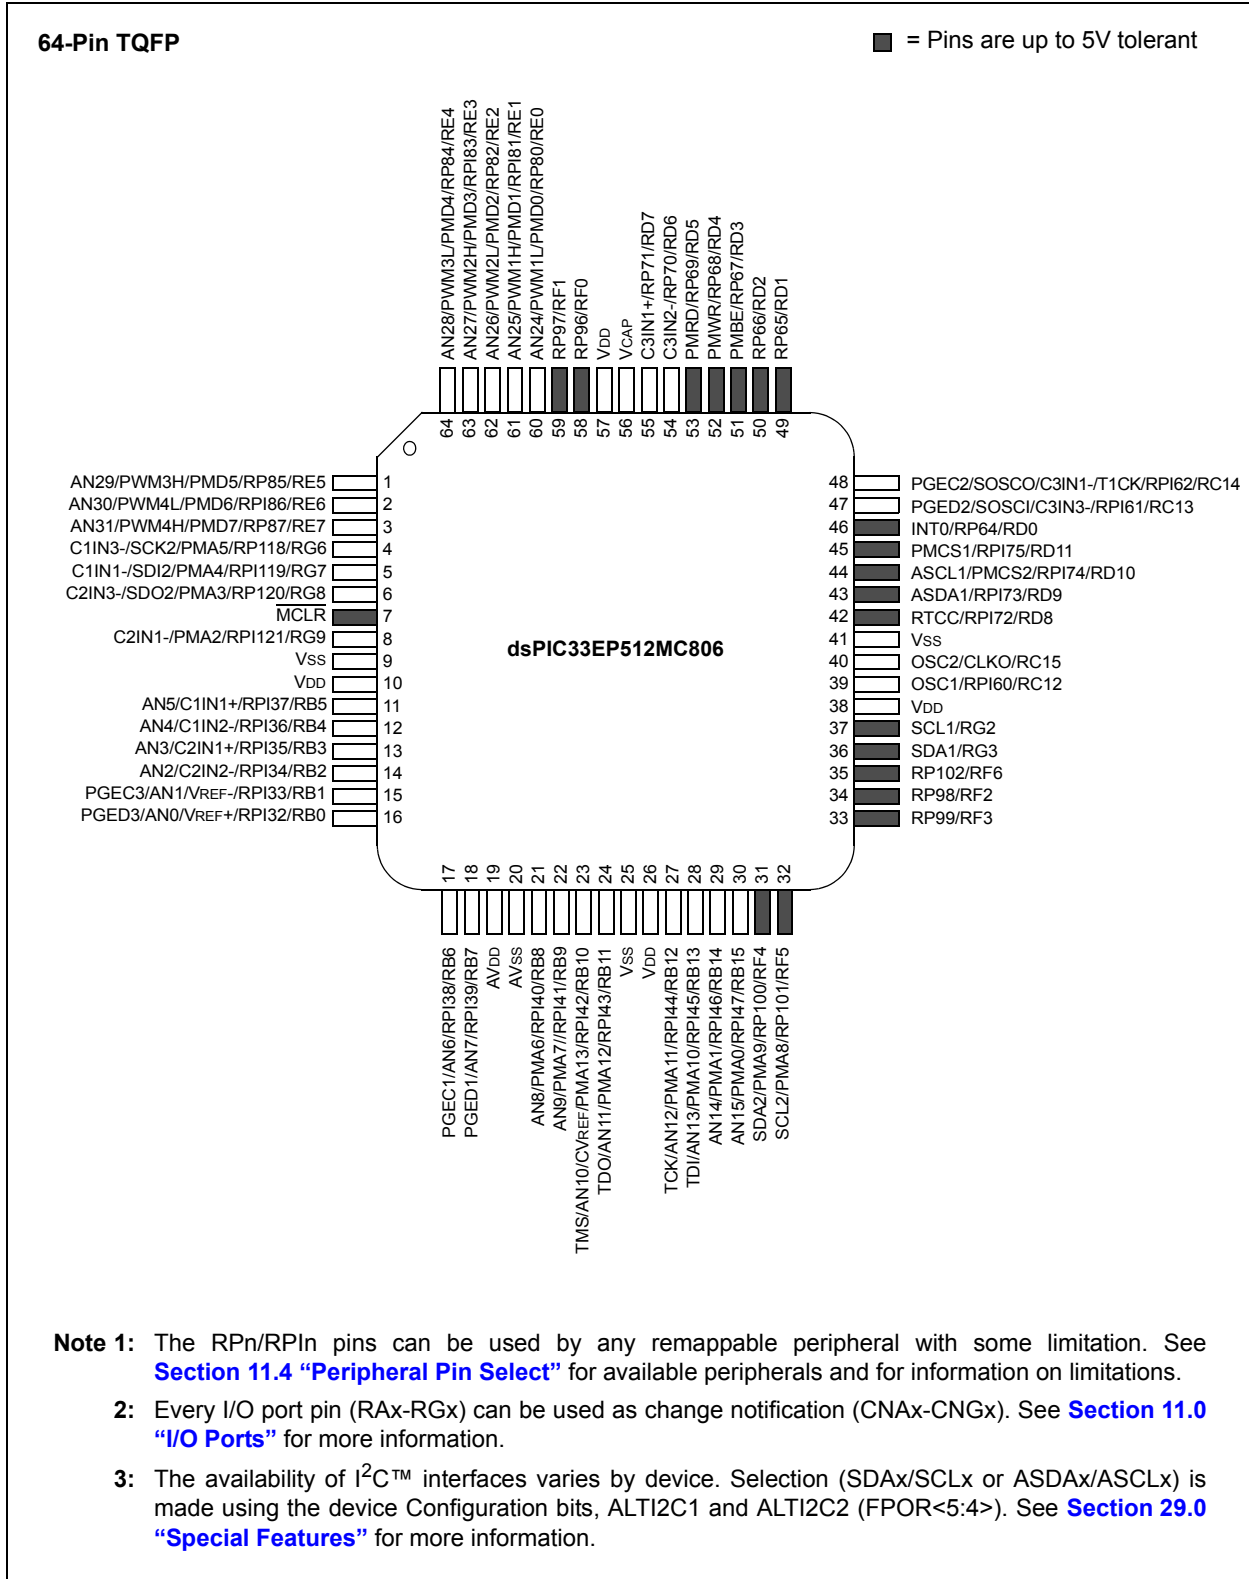 64-Pin TQFP
= Pins are up to 5V tolerant
AN28/PWM3L/PMD4/RP84/RE4
AN27/PWM2H/PMD3/RPI83/RE3
AN26/PWM2L/PMD2/RP82/RE2
AN25/PWM1H/PMD1/RPI81/RE1
AN24/PWM1L/PMD0/RP80/RE0
RP97/RF1
RP96/RF0
VDD
VCAP
C3IN1+/RP71/RD7
C3IN2-/RP70/RD6
PMRD/RP69/RD5
PMWR/RP68/RD4
PMBE/RP67/RD3
RP66/RD2
RP65/RD1
64 63 62 61 60 59 58 57 56 55 54 53 52 51 50 49
AN29/PWM3H/PMD5/RP85/RE5 1
AN30/PWM4L/PMD6/RPI86/RE6 2
AN31/PWM4H/PMD7/RP87/RE7 3
C1IN3-/SCK2/PMA5/RP118/RG6 4
C1IN1-/SDI2/PMA4/RPI119/RG7 5
C2IN3-/SDO2/PMA3/RP120/RG8 6
MCLR 7
C2IN1-/PMA2/RPI121/RG9 8
VSS 9
VDD 10
AN5/C1IN1+/RPI37/RB5 11
AN4/C1IN2-/RPI36/RB4 12
AN3/C2IN1+/RPI35/RB3 13
AN2/C2IN2-/RPI34/RB2 14
PGEC3/AN1/VREF-/RPI33/RB1 15
PGED3/AN0/VREF+/RPI32/RB0 16
dsPIC33EP512MC806
48 PGEC2/SOSCO/C3IN1-/T1CK/RPI62/RC14
47 PGED2/SOSCI/C3IN3-/RPI61/RC13
46 INT0/RP64/RD0
45 PMCS1/RPI75/RD11
44 ASCL1/PMCS2/RPI74/RD10
43 ASDA1/RPI73/RD9
42 RTCC/RPI72/RD8
41 VSS
40 OSC2/CLKO/RC15
39 OSC1/RPI60/RC12
38 VDD
37 SCL1/RG2
36 SDA1/RG3
35 RP102/RF6
34 RP98/RF2
33 RP99/RF3
17 18 19 20 21 22 23 24 25 26 27 28 29 30 31 32
PGEC1/AN6/RPI38/RB6
PGED1/AN7/RPI39/RB7
AVDD
AVSS
AN8/PMA6/RPI40/RB8
AN9/PMA7//RPI41/RB9
TMS/AN10/CVREF/PMA13/RPI42/RB10
TDO/AN11/PMA12/RPI43/RB11
VSS
VDD
TCK/AN12/PMA11/RPI44/RB12
TDI/AN13/PMA10/RPI45/RB13
AN14/PMA1/RPI46/RB14
AN15/PMA0/RPI47/RB15
SDA2/PMA9/RP100/RF4
SCL2/PMA8/RP101/RF5
Note 1: The RPn/RPIn pins can be used by any remappable peripheral with some limitation. See
Section 11.4 “Peripheral Pin Select” for available peripherals and for information on limitations.
2: Every I/O port pin (RAx-RGx) can be used as change notification (CNAx-CNGx). See Section 11.0
“I/O Ports” for more information.
3: The availability of I2C™ interfaces varies by device. Selection (SDAx/SCLx or ASDAx/ASCLx) is
made using the device Configuration bits, ALTI2C1 and ALTI2C2 (FPOR<5:4>). See Section 29.0
“Special Features” for more information.